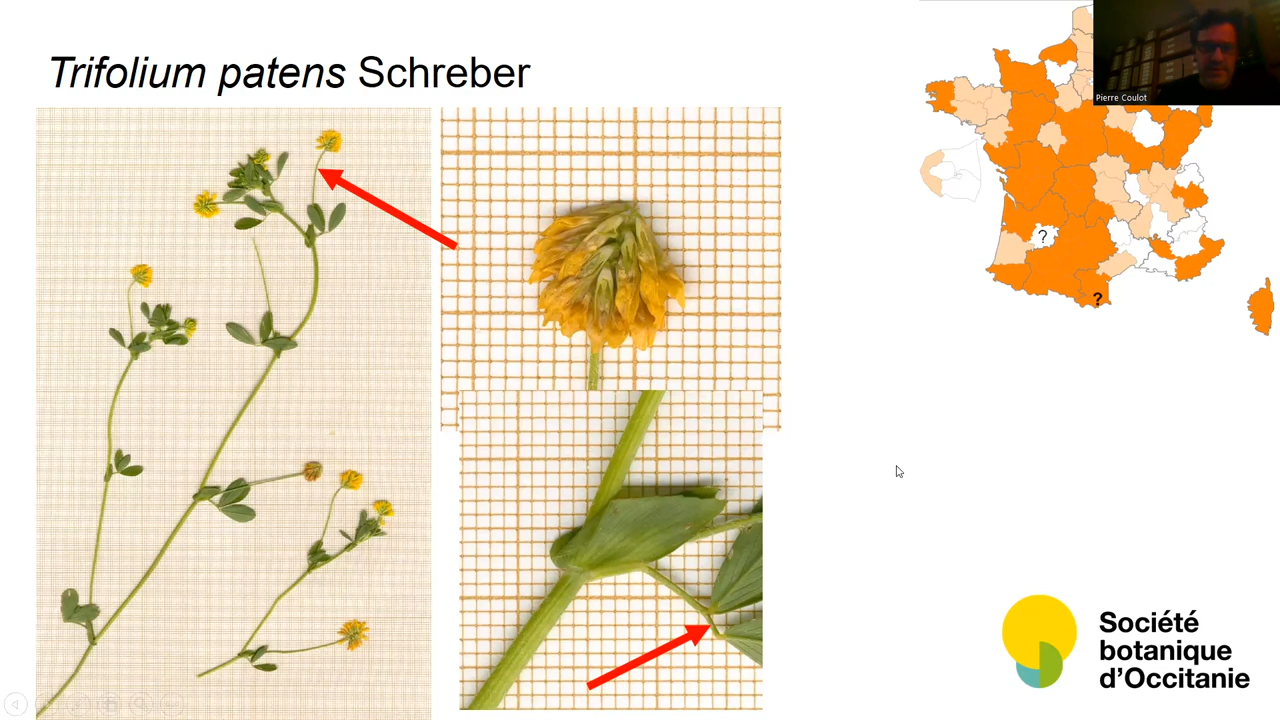 Trifolium patens Schreber
Pierre Coulot
?
?
Société
botanique
d'Occitanie